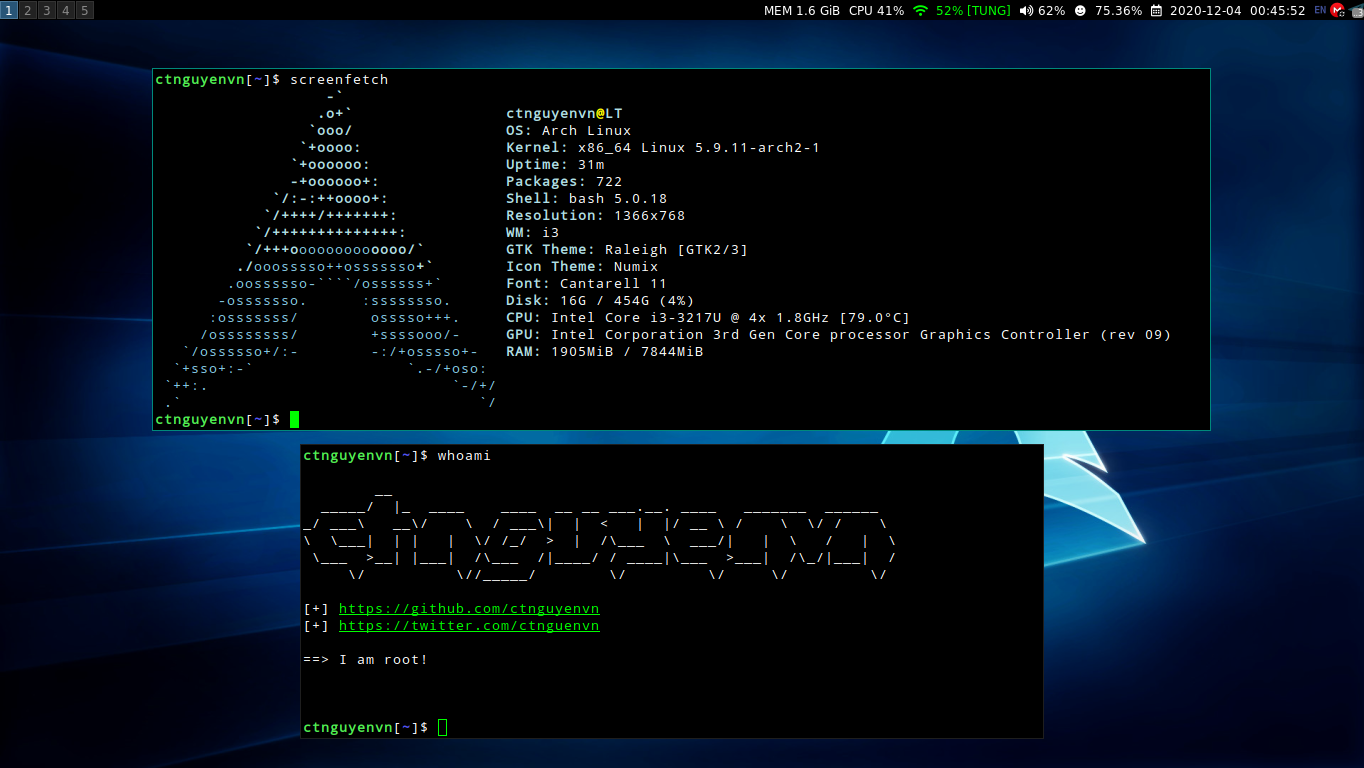 1 2 3 4 5 MEM 1.6 GiB CPU 41% 52% [TUNG] 62% 75.36% 2020-12-04 00:45:52 EN
ctnguyenvn[~]$ screenfetch
ctnguyenvn@LT
OS: Arch Linux
Kernel: x86_64 Linux 5.9.11-arch2-1
Uptime: 31m
Packages: 722
Shell: bash 5.0.18
Resolution: 1366x768
WM: i3
GTK Theme: Raleigh [GTK2/3]
Icon Theme: Numix
Font: Cantarell 11
Disk: 16G / 454G (4%)
CPU: Intel Core i3-3217U @ 4x 1.8GHz [79.0°C]
GPU: Intel Corporation 3rd Gen Core processor Graphics Controller (rev 09)
RAM: 1905MiB / 7844MiB
ctnguyenvn[~]$
ctnguyenvn[~]$ whoami
ctnguyenvn
[+] https://github.com/ctnguyenvn
[+] https://twitter.com/ctnguenvn
==> I am root!
ctnguyenvn[~]$